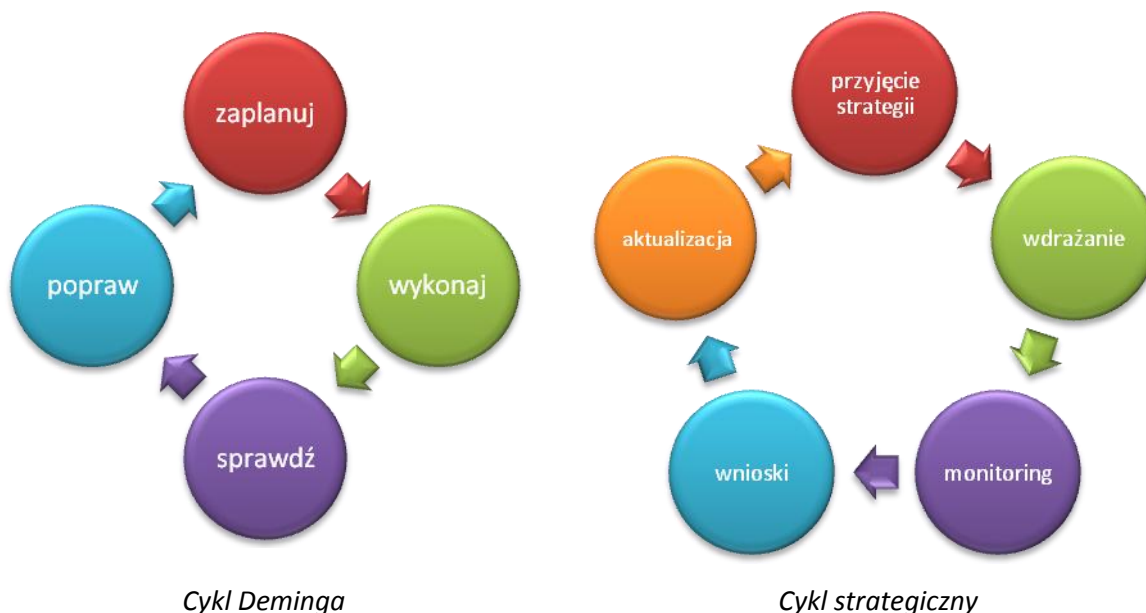 zaplanuj
wykonaj
sprawdź
popraw
Cykl Deminga
przyjęcie
strategii
wdrażanie
monitoring
wnioski
aktualizacja
Cykl strategiczny